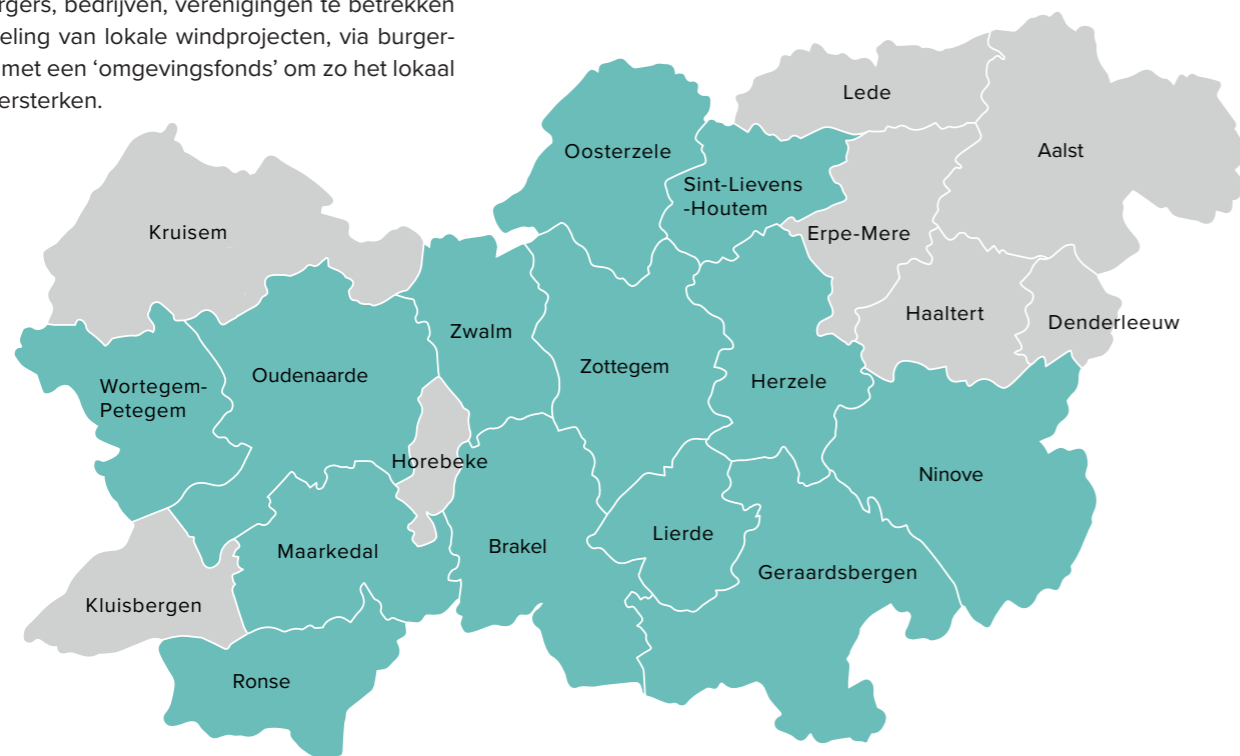 rgers, bedrijven, verenigingen te betrekken
eling van lokale windprojecten, via burger-
met een ‘omgevingsfonds’ om zo het lokaal
ersterken.
Lede
Aalst
Oosterzele
Sint-Lievens
-Houtem
Kruisem
Erpe-Mere
Haaltert
Denderleeuw
Zwalm
Zottegem
Oudenaarde
Herzele
Wortegem-
Petegem
Horebeke
Ninove
Lierde
Brakel
Maarkedal
Geraardsbergen
Kluisbergen
Ronse